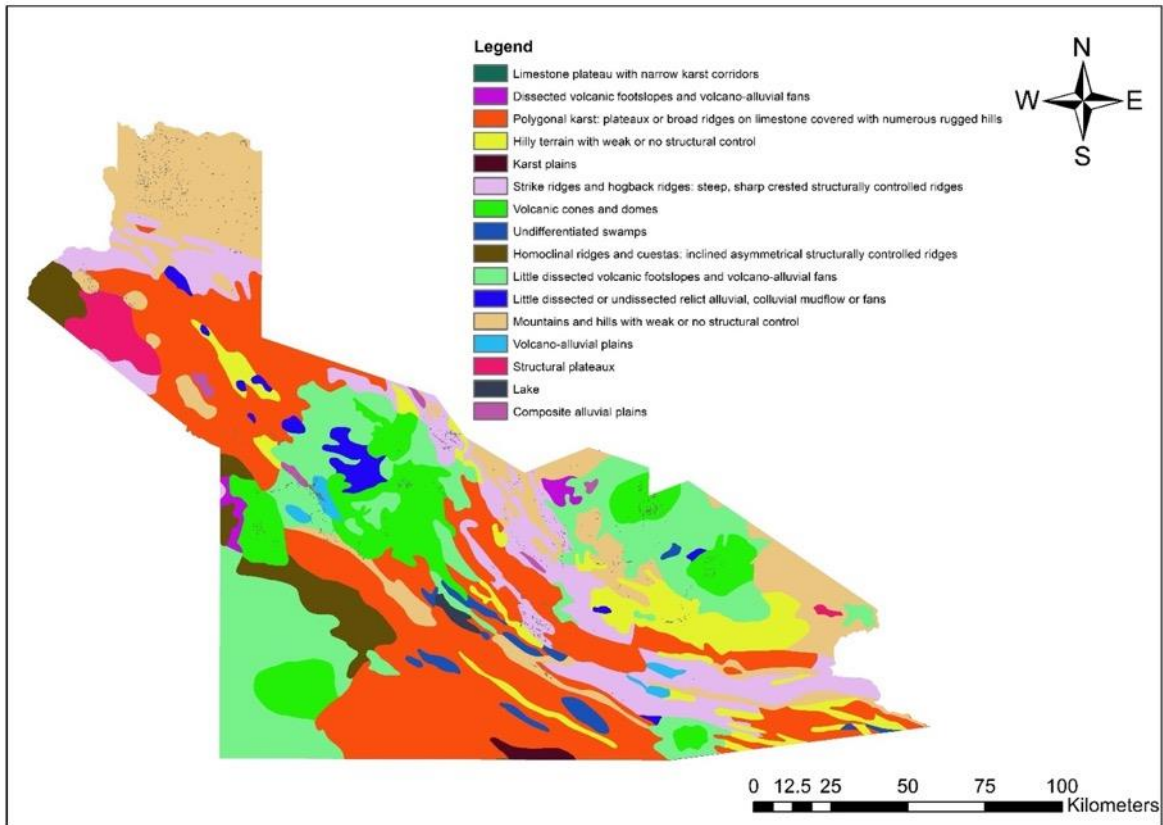 Legend
Limestone plateau with narrow karst corridors
Dissected volcanic footslopes and volcano-alluvial fans
Polygonal karst: plateaux or broad ridges on limestone covered with numerous rugged hills
Hilly terrain with weak or no structural control
Karst plains
Strike ridges and hogback ridges: steep, sharp crested structurally controlled ridges
Volcanic cones and domes
Undifferentiated swamps
Homoclinal ridges and cuestas: inclined asymmetrical structurally controlled ridges
Little dissected volcanic footslopes and volcano-alluvial fans
Little dissected or undissected relict alluvial, colluvial mudflow or fans
Mountains and hills with weak or no structural control
Volcano-alluvial plains
Structural plateaux
Lake
Composite alluvial plains
N
W E
S
0 12.5 25 50 75 100
Kilometers